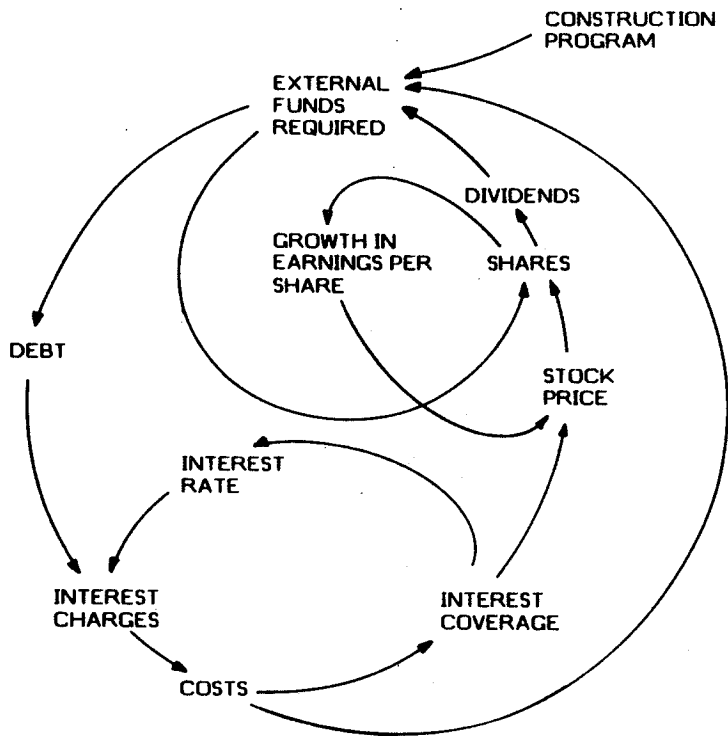 CONSTRUCTION
PROGRAM
EXTERNAL
FUNDS
REQUIRED
DIVIDENDS
GROWTH IN
EARNINGS PER
SHARE
SHARES
DEBT
STOCK
PRICE
INTEREST
RATE
INTEREST
CHARGES
INTEREST
COVERAGE
COSTS